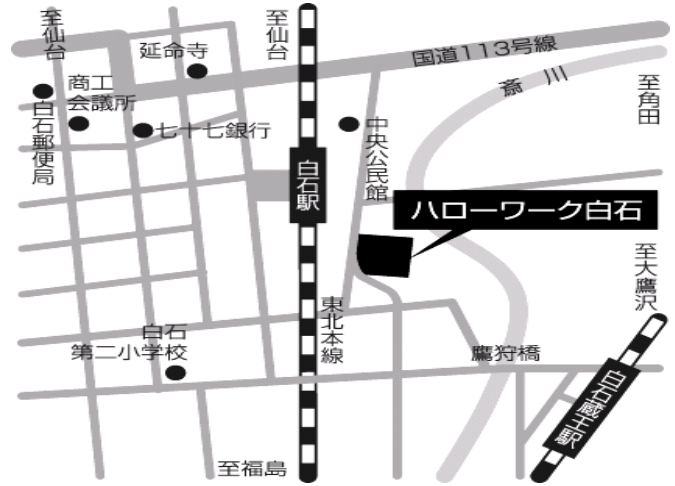 至仙台
至仙台
延命寺
国道113号線
斎川
至角田
商工
会議所
白石郵便局
七十七銀行
中央公民館
白石駅
ハローワーク白石
至大鷹沢
東北本線
白石
第二小学校
鷹狩橋
白石蔵王駅
至福島